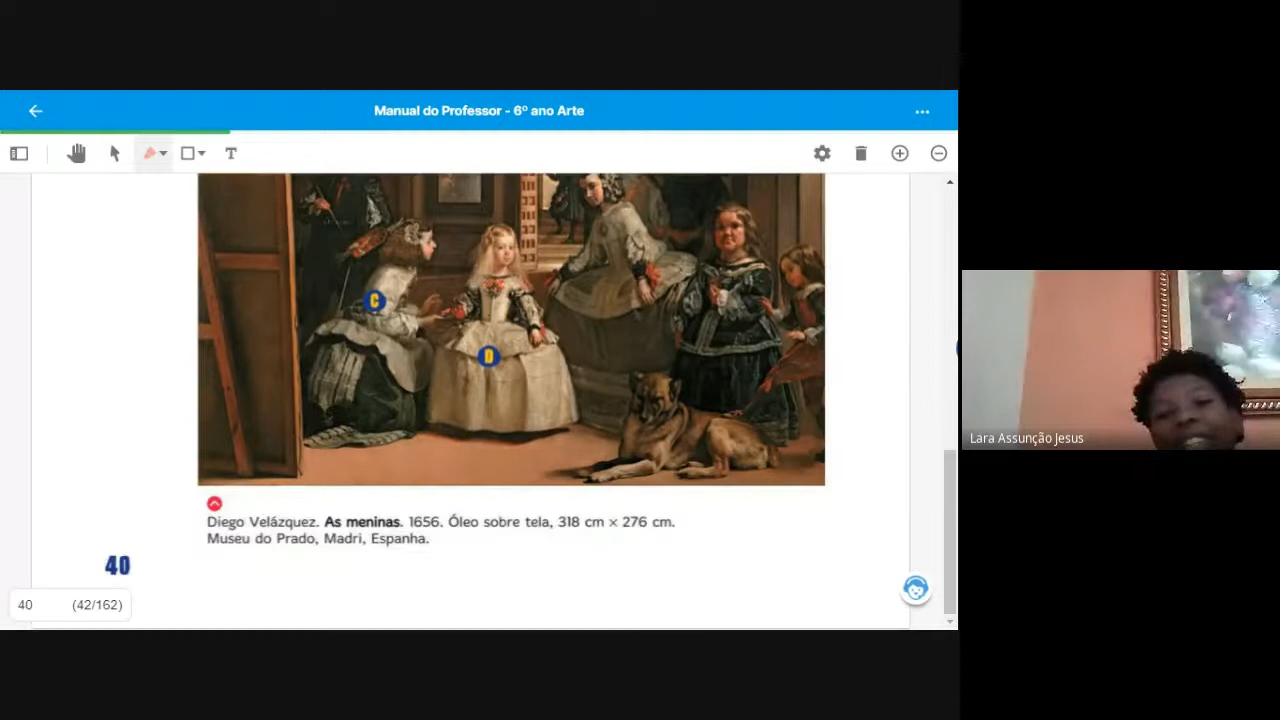 Manual do Professor - 6º ano Arte
T
C
D
Diego Velázquez. As meninas. 1656. Óleo sobre tela, 318 cm × 276 cm.
Museu do Prado, Madri, Espanha.
40
40 (42/162)
Lara Assunção Jesus